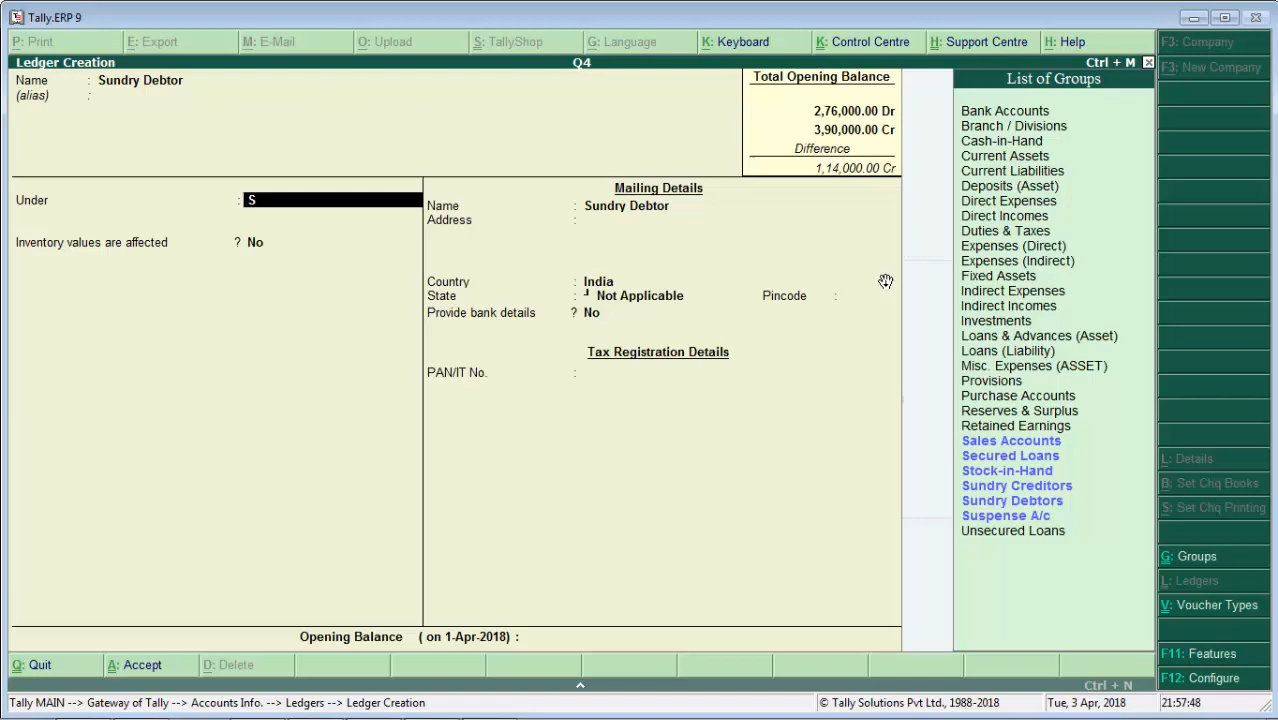 Tally.ERP 9
P: Print E: Export M: E-Mail O: Upload S: TallyShop G: Language K: Keyboard K: Control Centre H: Support Centre H: Help F3: Company
Ledger Creation Q4 Ctrl + M
F3: New Company
Name : Sundry Debtor
(alias) :
Total Opening Balance
2,76,000.00 Dr
3,90,000.00 Cr
Difference
1,14,000.00 Cr
Under : S
Inventory values are affected ? No
Mailing Details
Name : Sundry Debtor
Address :
Country : India
State : ┘ Not Applicable Pincode :
Provide bank details ? No
Tax Registration Details
PAN/IT No. :
Opening Balance ( on 1-Apr-2018) :
List of Groups
Bank Accounts
Branch / Divisions
Cash-in-Hand
Current Assets
Current Liabilities
Deposits (Asset)
Direct Expenses
Direct Incomes
Duties & Taxes
Expenses (Direct)
Expenses (Indirect)
Fixed Assets
Indirect Expenses
Indirect Incomes
Investments
Loans & Advances (Asset)
Loans (Liability)
Misc. Expenses (ASSET)
Provisions
Purchase Accounts
Reserves & Surplus
Retained Earnings
Sales Accounts
Secured Loans
Stock-in-Hand
Sundry Creditors
Sundry Debtors
Suspense A/c
Unsecured Loans
L: Details
B: Set Chq Books
S: Set Chq Printing
G: Groups
L: Ledgers
V: Voucher Types
F11: Features
F12: Configure
Q: Quit A: Accept D: Delete
Ctrl + N
Tally MAIN --> Gateway of Tally --> Accounts Info. --> Ledgers --> Ledger Creation © Tally Solutions Pvt Ltd., 1988-2018 Tue, 3 Apr, 2018 21:57:48